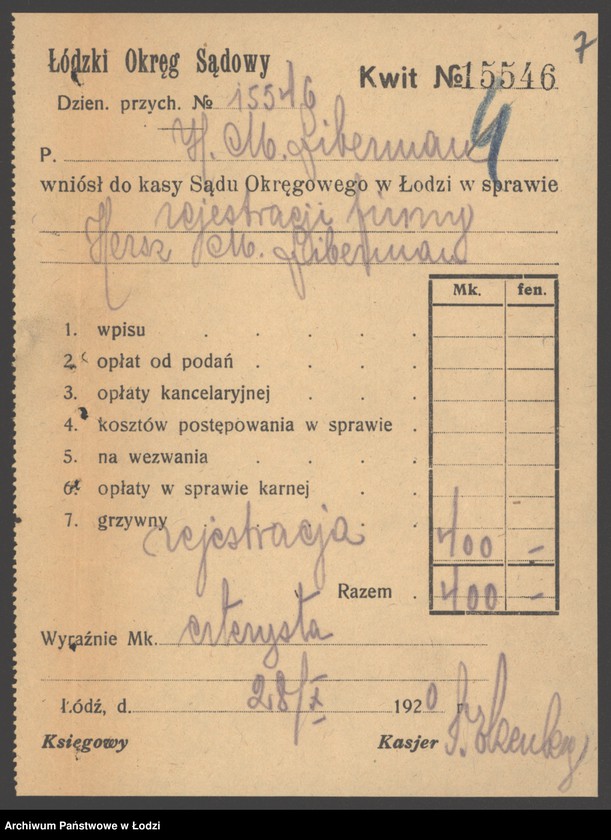 7
Łódzki Okręg Sądowy
Kwit №15546
Dzien. przych. № 15546
P. H. M. Liberman
wniósł do kasy Sądu Okręgowego w Łodzi w sprawie
rejestracji firmy
Hersz M. Liberman
Mk. fen.
1. wpisu
2. opłat od podań
3. opłaty kancelaryjnej
4. kosztów postępowania w sprawie
5. na wezwania
6. opłaty w sprawie karnej
7. grzywny
rejestracja 400 –
Razem 400 –
Wyraźnie Mk. czterysta
Łódź, d. 28/X 1920 r.
Księgowy Kasjer
Archiwum Państwowe w Łodzi